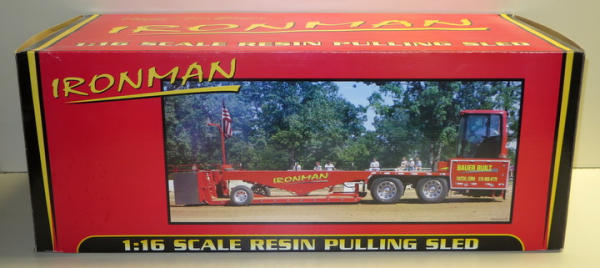 IRONMAN
1:16 SCALE RESIN PULLING SLED
IRONMAN
IRONMAN
BAUER BUILT
1:16 SCALE RESIN PULLING SLED